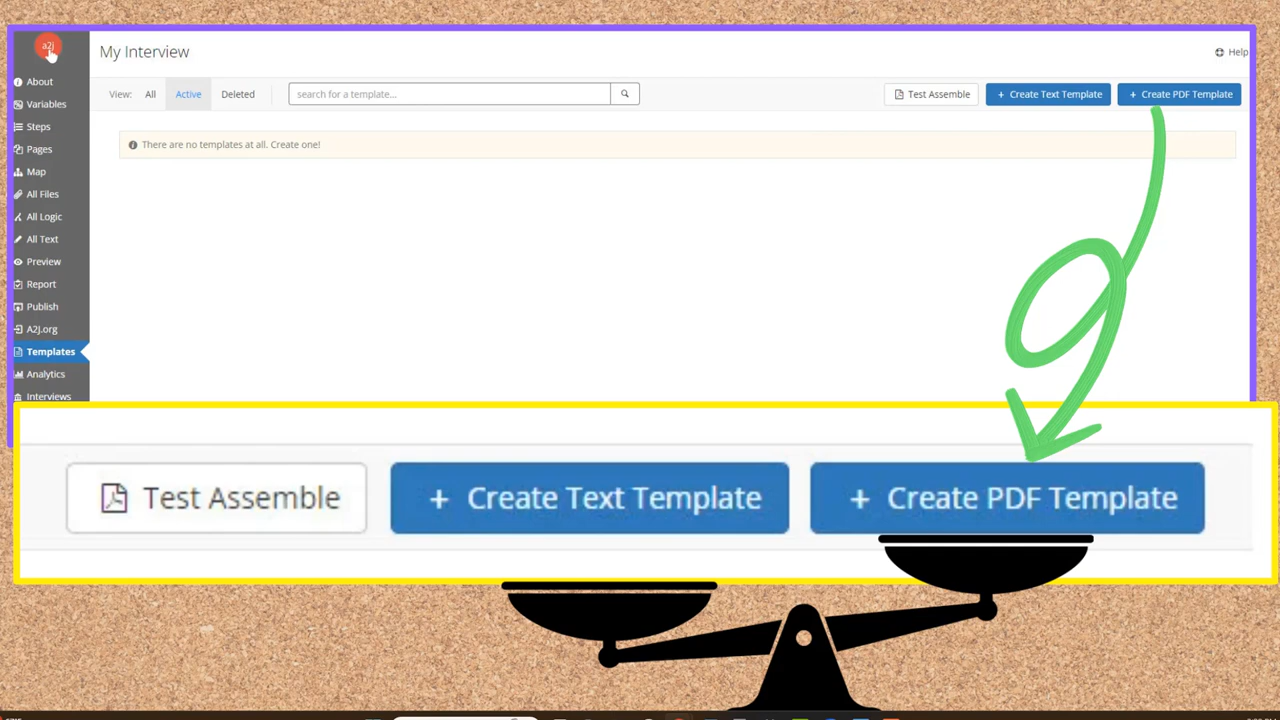 a2j
My Interview
Help
View: All Active Deleted
search for a template...
Test Assemble
+ Create Text Template
+ Create PDF Template
About
Variables
Steps
Pages
Map
All Files
All Logic
All Text
Preview
Report
Publish
A2J.org
Templates
Analytics
Interviews
There are no templates at all. Create one!
Test Assemble
+ Create Text Template
+ Create PDF Template